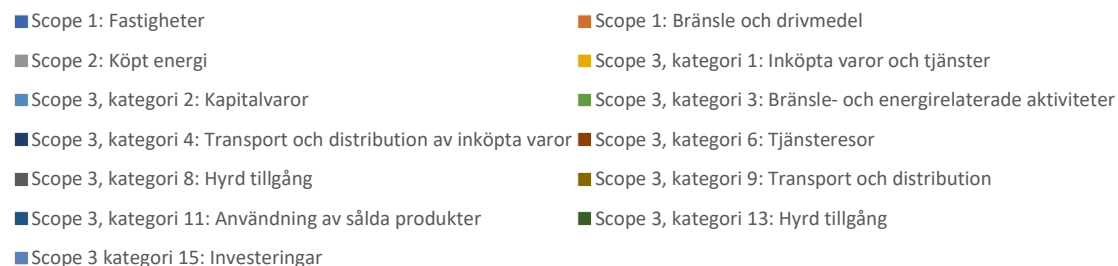 Scope 1: Fastigheter
Scope 1: Bränsle och drivmedel
Scope 2: Köpt energi
Scope 3, kategori 1: Inköpta varor och tjänster
Scope 3, kategori 2: Kapitalvaror
Scope 3, kategori 3: Bränsle- och energirelaterade aktiviteter
Scope 3, kategori 4: Transport och distribution av inköpta varor
Scope 3, kategori 6: Tjänsteresor
Scope 3, kategori 8: Hyrd tillgång
Scope 3, kategori 9: Transport och distribution
Scope 3, kategori 11: Användning av sålda produkter
Scope 3, kategori 13: Hyrd tillgång
Scope 3 kategori 15: Investeringar